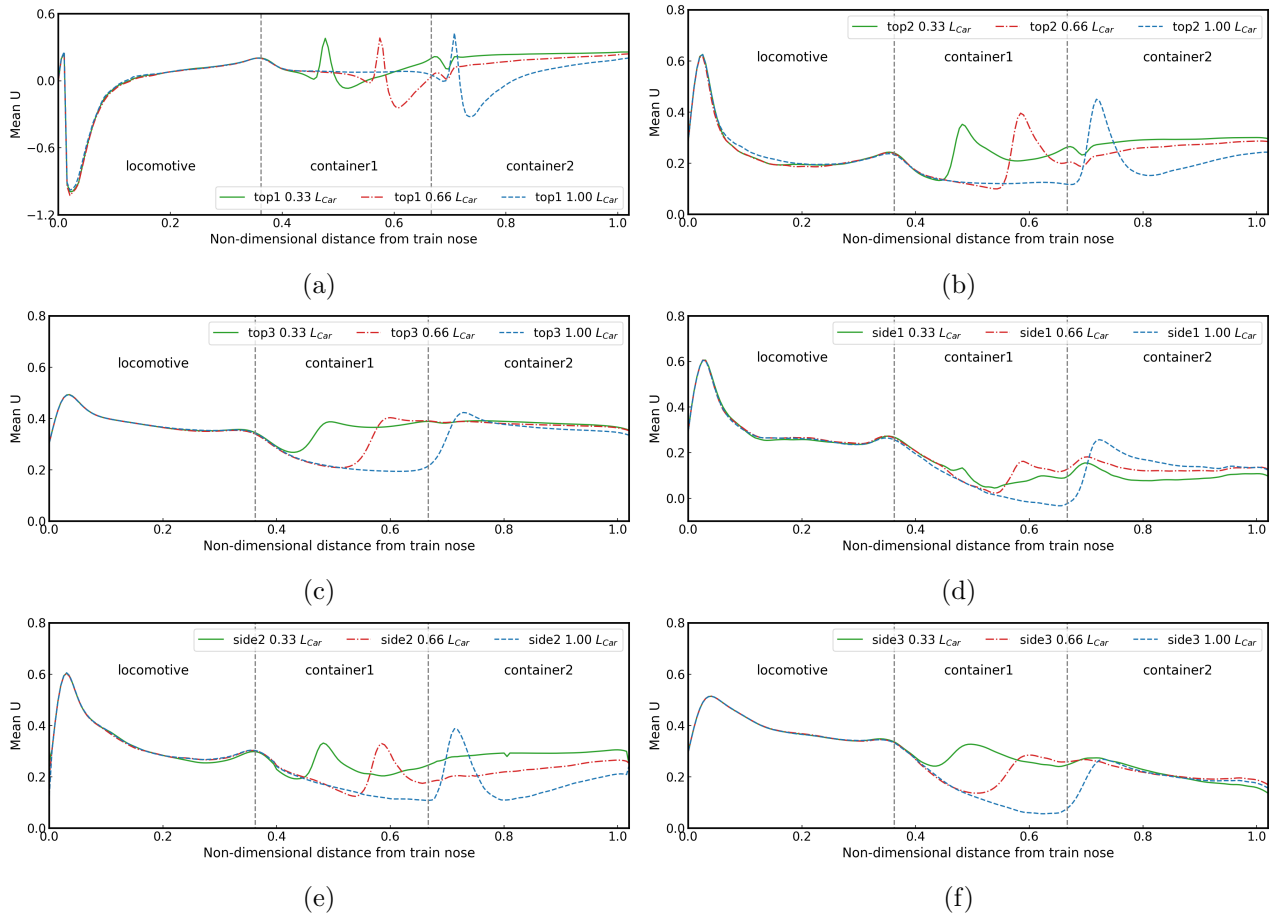 0.6
0.0
−0.6
−1.2
Mean U
locomotive
container1
container2
top1 0.33 L_Car
top1 0.66 L_Car
top1 1.00 L_Car
0.0 0.2 0.4 0.6 0.8 1.0
Non-dimensional distance from train nose
(a)
0.8
0.6
0.4
0.2
0.0
Mean U
top2 0.33 L_Car
top2 0.66 L_Car
top2 1.00 L_Car
locomotive
container1
container2
0.0 0.2 0.4 0.6 0.8 1.0
Non-dimensional distance from train nose
(b)
0.8
0.6
0.4
0.2
0.0
Mean U
top3 0.33 L_Car
top3 0.66 L_Car
top3 1.00 L_Car
locomotive
container1
container2
0.0 0.2 0.4 0.6 0.8 1.0
Non-dimensional distance from train nose
(c)
0.8
0.6
0.4
0.2
0.0
Mean U
side1 0.33 L_Car
side1 0.66 L_Car
side1 1.00 L_Car
locomotive
container1
container2
0.0 0.2 0.4 0.6 0.8 1.0
Non-dimensional distance from train nose
(d)
0.8
0.6
0.4
0.2
0.0
Mean U
side2 0.33 L_Car
side2 0.66 L_Car
side2 1.00 L_Car
locomotive
container1
container2
0.0 0.2 0.4 0.6 0.8 1.0
Non-dimensional distance from train nose
(e)
0.8
0.6
0.4
0.2
0.0
Mean U
side3 0.33 L_Car
side3 0.66 L_Car
side3 1.00 L_Car
locomotive
container1
container2
0.0 0.2 0.4 0.6 0.8 1.0
Non-dimensional distance from train nose
(f)